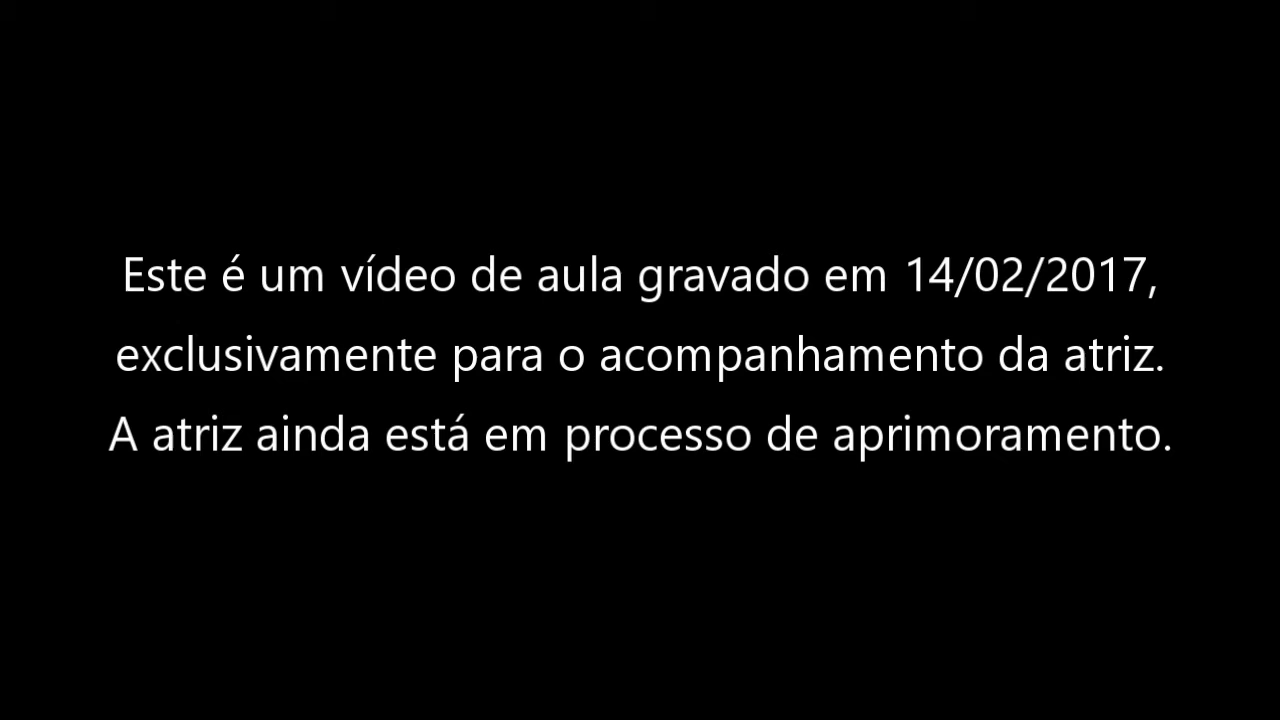 Este é um vídeo de aula gravado em 14/02/2017,
exclusivamente para o acompanhamento da atriz.
A atriz ainda está em processo de aprimoramento.